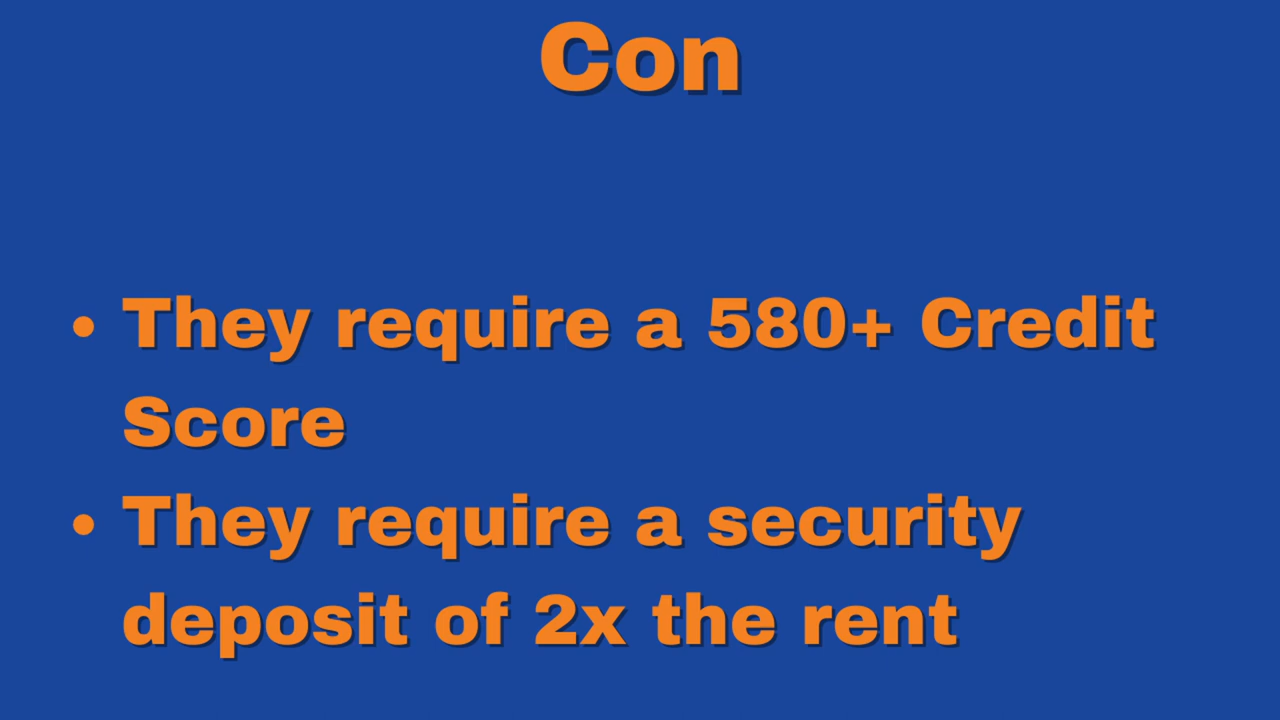 Con
• They require a 580+ Credit
Score
• They require a security
deposit of 2x the rent